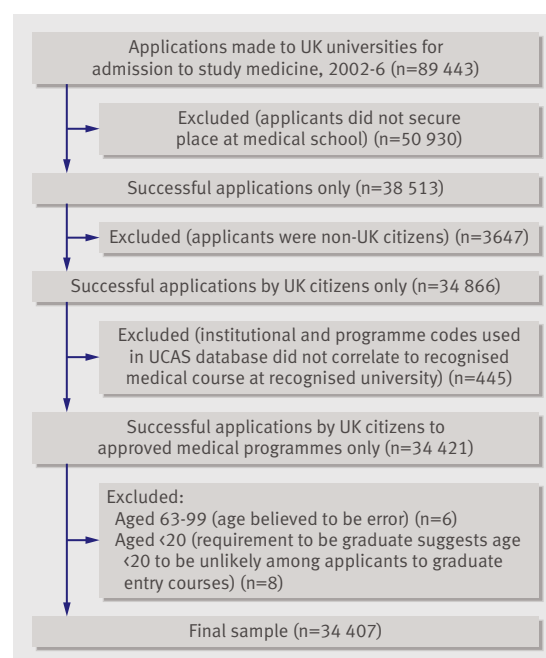 Applications made to UK universities for
admission to study medicine, 2002-6 (n=89 443)
Excluded (applicants did not secure
place at medical school) (n=50 930)
Successful applications only (n=38 513)
Excluded (applicants were non-UK citizens) (n=3647)
Successful applications by UK citizens only (n=34 866)
Excluded (institutional and programme codes used
in UCAS database did not correlate to recognised
medical course at recognised university) (n=445)
Successful applications by UK citizens to
approved medical programmes only (n=34 421)
Excluded:
Aged 63-99 (age believed to be error) (n=6)
Aged <20 (requirement to be graduate suggests age
<20 to be unlikely among applicants to graduate
entry courses) (n=8)
Final sample (n=34 407)